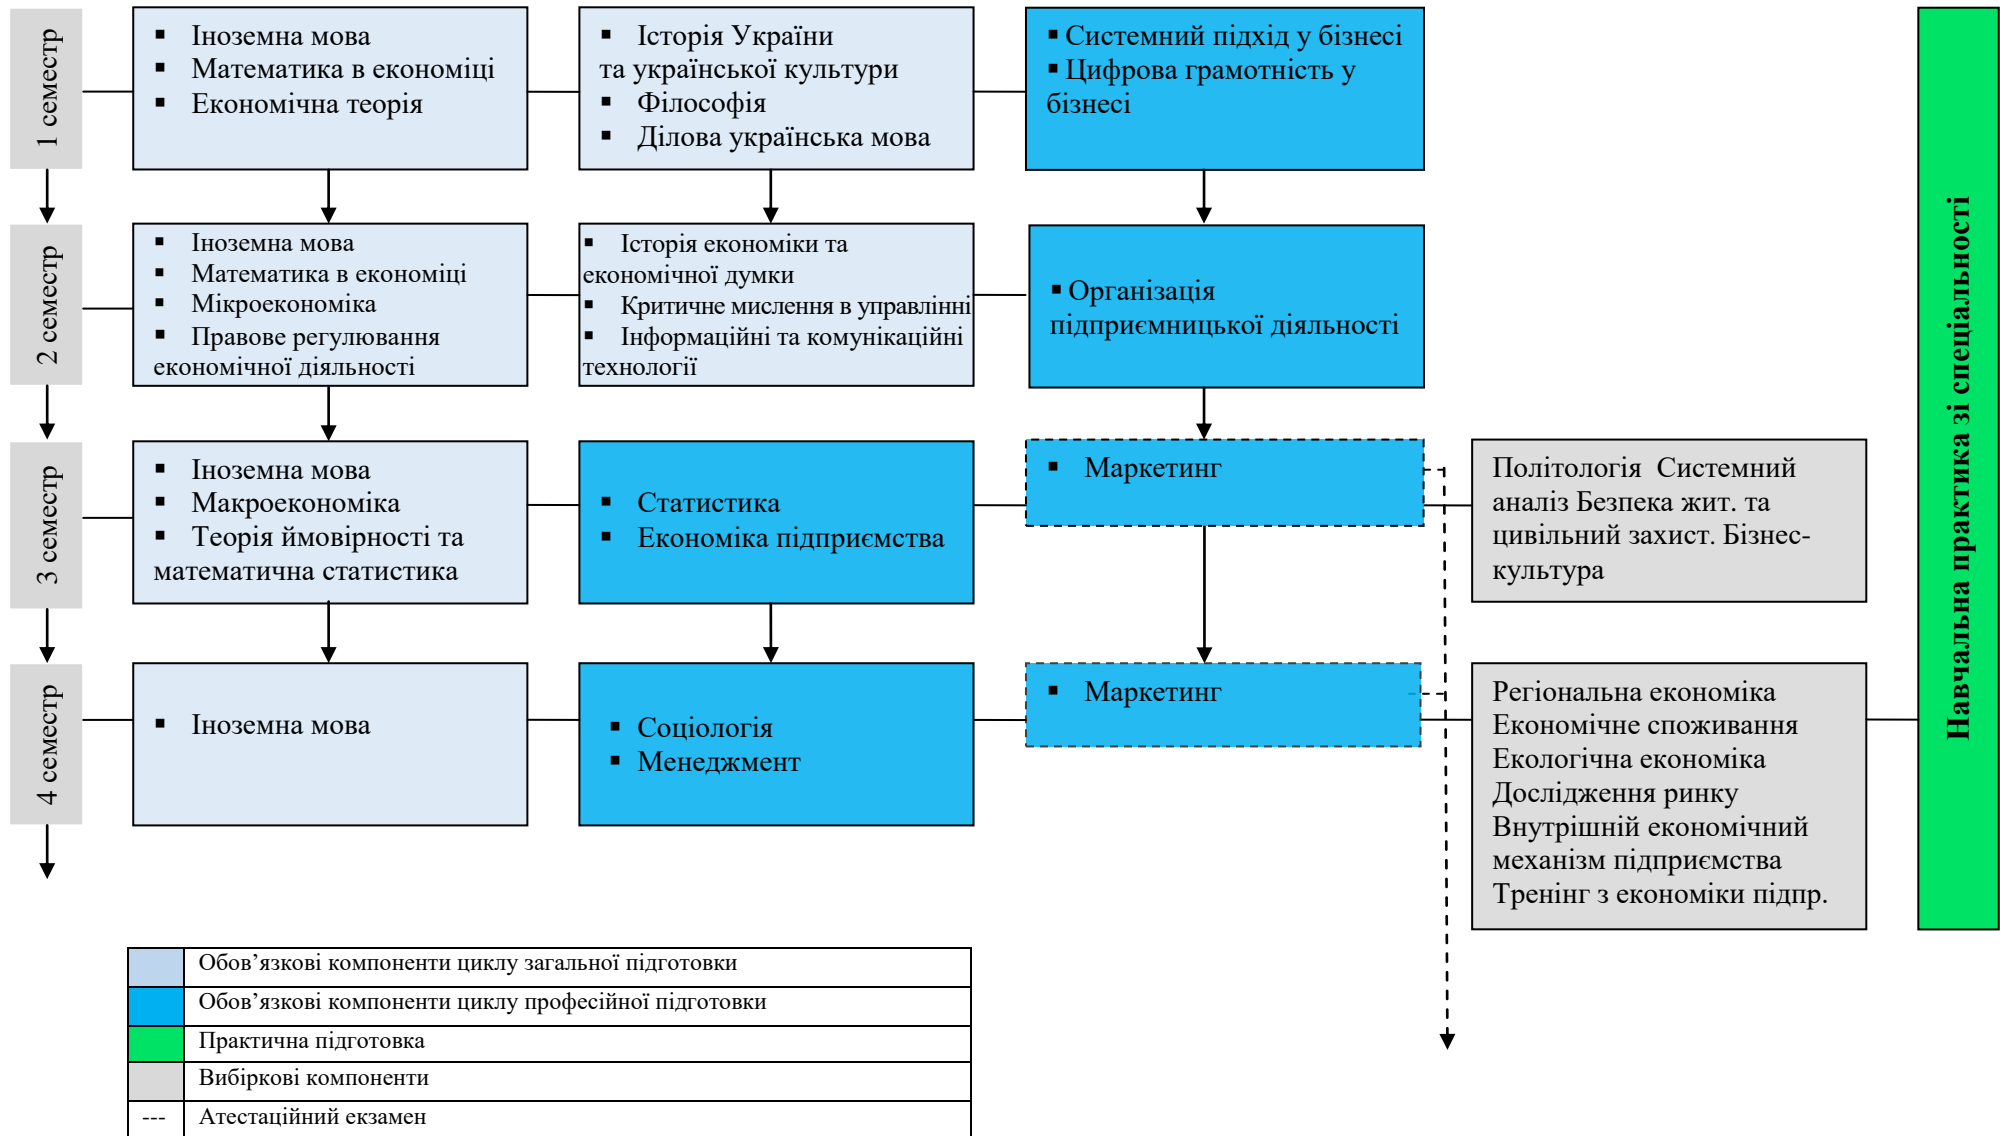 1 семестр
▪ Іноземна мова
▪ Математика в економіці
▪ Економічна теорія
▪ Історія України
та української культури
▪ Філософія
▪ Ділова українська мова
▪ Системний підхід у бізнесі
▪ Цифрова грамотність у
бізнесі
2 семестр
▪ Іноземна мова
▪ Математика в економіці
▪ Мікроекономіка
▪ Правове регулювання
економічної діяльності
▪ Історія економіки та
економічної думки
▪ Критичне мислення в управлінні
▪ Інформаційні та комунікаційні
технології
▪ Організація
підприємницької діяльності
3 семестр
▪ Іноземна мова
▪ Макроекономіка
▪ Теорія ймовірності та
математична статистика
▪ Статистика
▪ Економіка підприємства
▪ Маркетинг
Політологія Системний
аналіз Безпека жит. та
цивільний захист. Бізнес-
культура
4 семестр
▪ Іноземна мова
▪ Соціологія
▪ Менеджмент
▪ Маркетинг
Регіональна економіка
Економічне споживання
Екологічна економіка
Дослідження ринку
Внутрішній економічний
механізм підприємства
Тренінг з економіки підпр.
Навчальна практика зі спеціальності
Обов’язкові компоненти циклу загальної підготовки
Обов’язкові компоненти циклу професійної підготовки
Практична підготовка
Вибіркові компоненти
--- Атестаційний екзамен